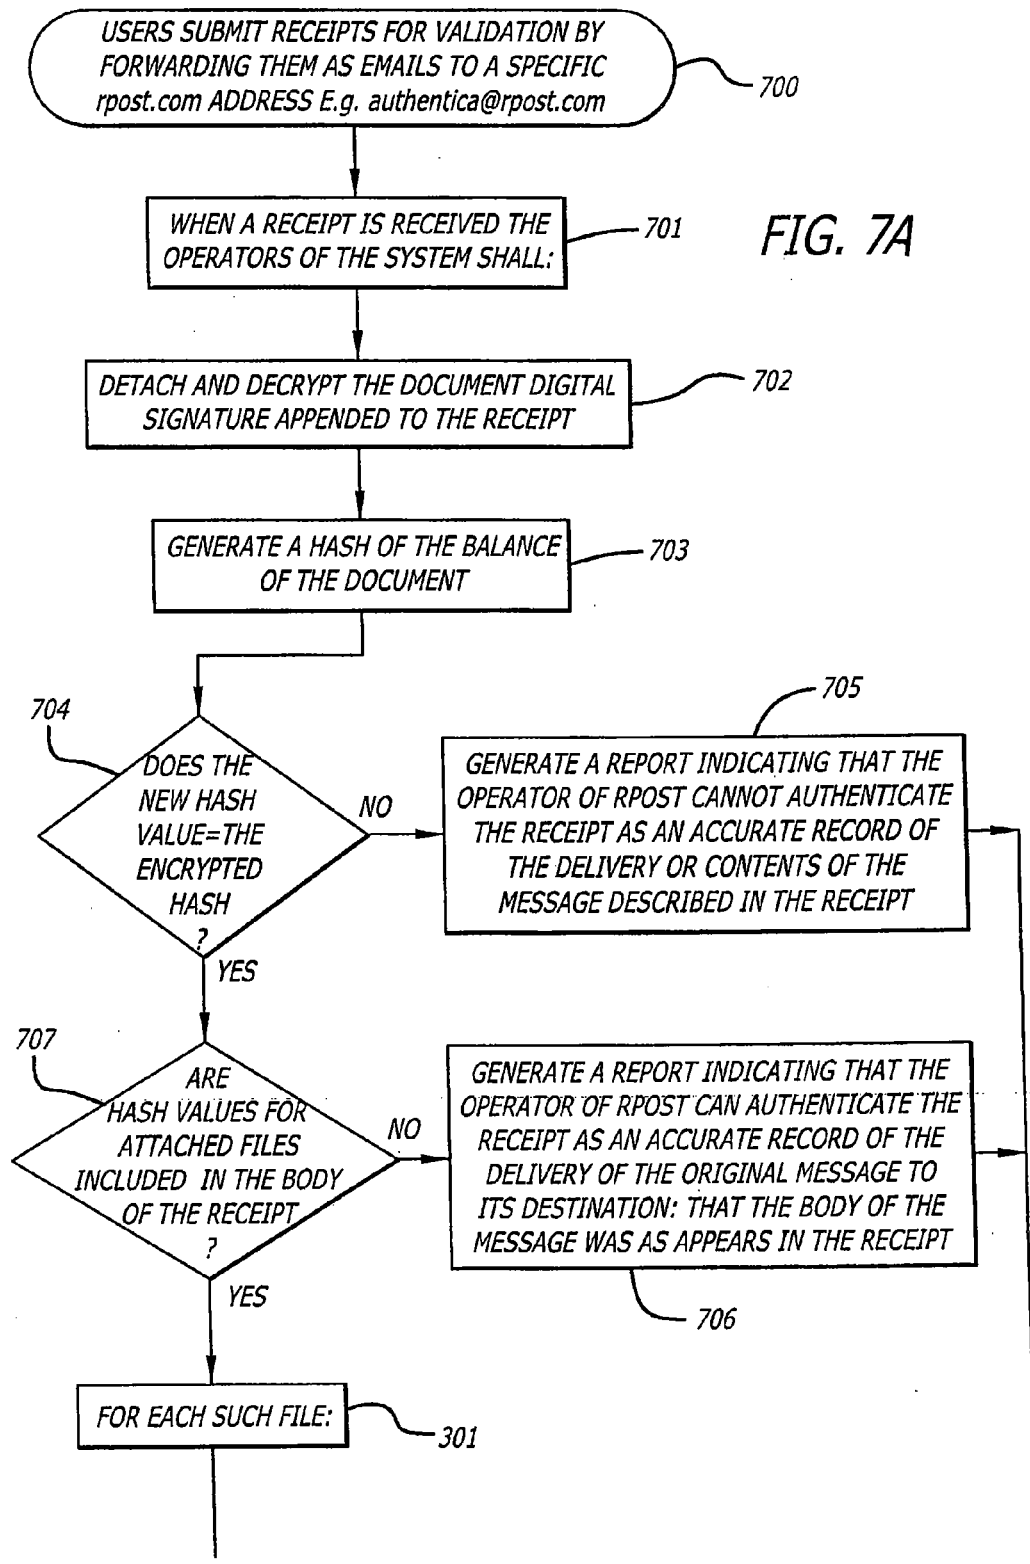 USERS SUBMIT RECEIPTS FOR VALIDATION BY
FORWARDING THEM AS EMAILS TO A SPECIFIC
rpost.com ADDRESS E.g. authentica@rpost.com
700
WHEN A RECEIPT IS RECEIVED THE
OPERATORS OF THE SYSTEM SHALL:
701
FIG. 7A
DETACH AND DECRYPT THE DOCUMENT DIGITAL
SIGNATURE APPENDED TO THE RECEIPT
702
GENERATE A HASH OF THE BALANCE
OF THE DOCUMENT
703
704
DOES THE
NEW HASH
VALUE=THE
ENCRYPTED
HASH
?
NO
YES
705
GENERATE A REPORT INDICATING THAT THE
OPERATOR OF RPOST CANNOT AUTHENTICATE
THE RECEIPT AS AN ACCURATE RECORD OF
THE DELIVERY OR CONTENTS OF THE
MESSAGE DESCRIBED IN THE RECEIPT
707
ARE
HASH VALUES FOR
ATTACHED FILES
INCLUDED IN THE BODY
OF THE RECEIPT
?
NO
YES
GENERATE A REPORT INDICATING THAT THE
OPERATOR OF RPOST CAN AUTHENTICATE THE
RECEIPT AS AN ACCURATE RECORD OF THE
DELIVERY OF THE ORIGINAL MESSAGE TO
ITS DESTINATION: THAT THE BODY OF THE
MESSAGE WAS AS APPEARS IN THE RECEIPT
706
FOR EACH SUCH FILE:
301